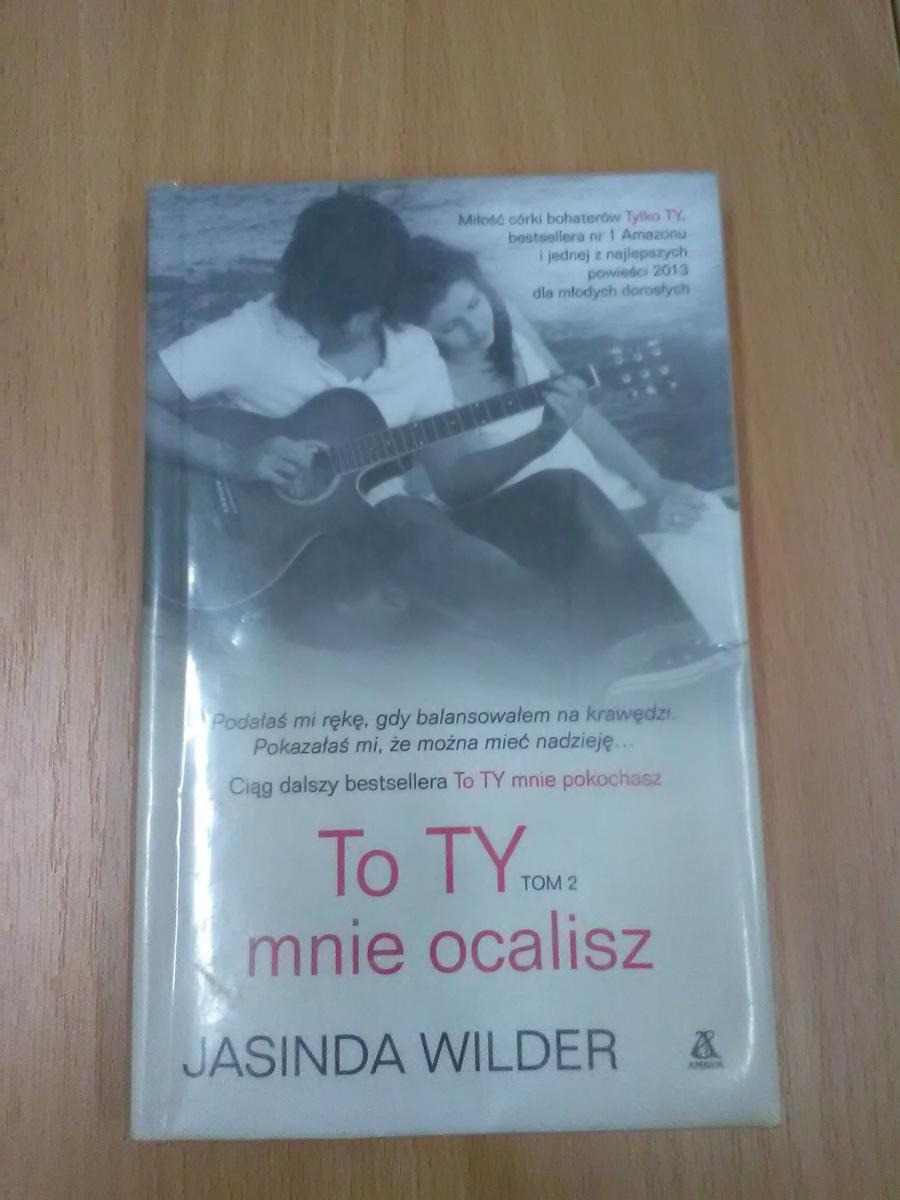 Miłość córki bohaterów Tylko TY,
bestsellera nr 1 Amazonu
i jednej z najlepszych
powieści 2013
dla młodych dorosłych
Podałaś mi rękę, gdy balansowałem na krawędzi.
Pokazałaś mi, że można mieć nadzieję...
Ciąg dalszy bestsellera To TY mnie pokochasz
To TY TOM 2
mnie ocalisz
JASINDA WILDER
AMBER